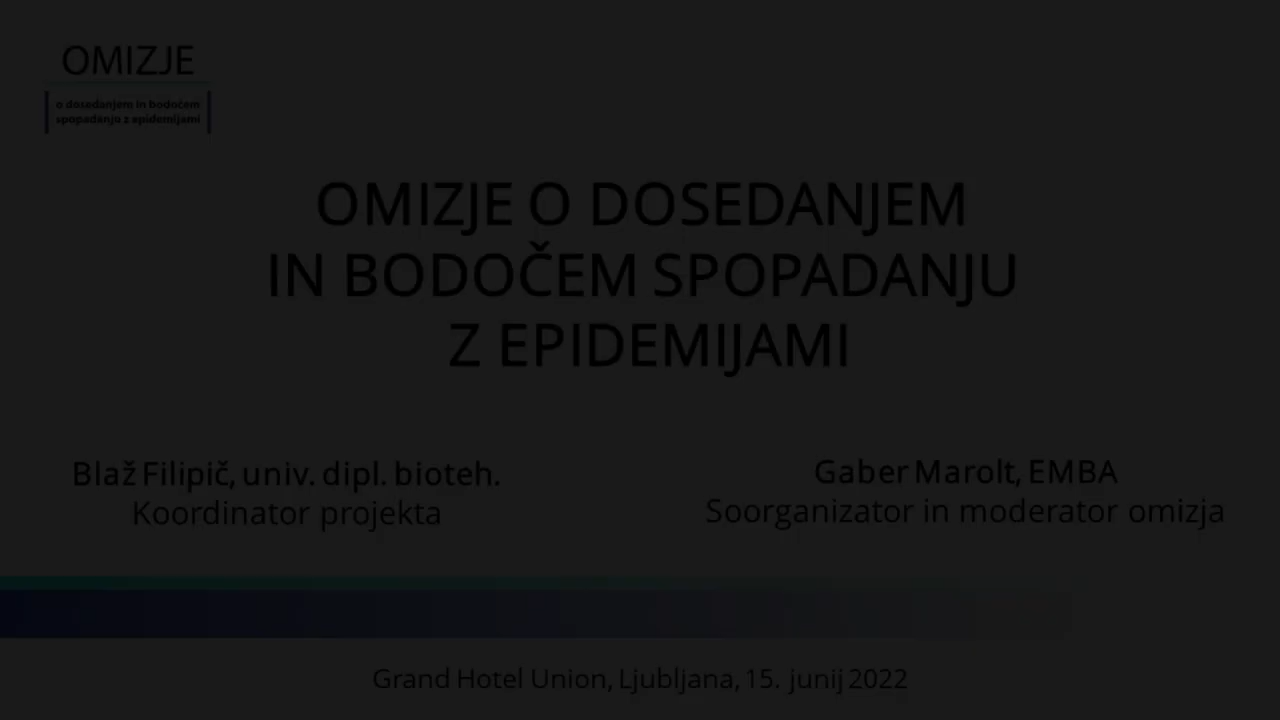 OMIZJE
o dosedanjem in bodočem
spopadanju z epidemijami
OMIZJE O DOSEDANJEM
IN BODOČEM SPOPADANJU
Z EPIDEMIJAMI
Blaž Filipič, univ. dipl. bioteh.
Koordinator projekta
Gaber Marolt, EMBA
Soorganizator in moderator omizja
Grand Hotel Union, Ljubljana, 15. junij 2022